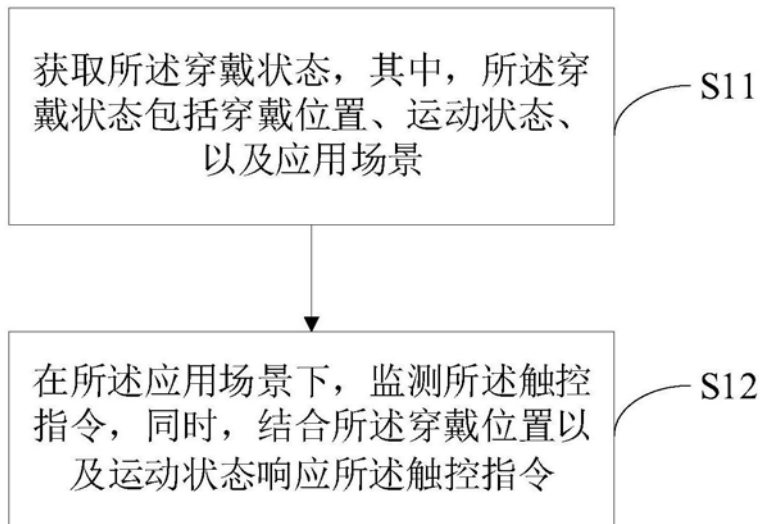 获取所述穿戴状态，其中，所述穿
戴状态包括穿戴位置、运动状态、
以及应用场景
S11
在所述应用场景下，监测所述触控
指令，同时，结合所述穿戴位置以
及运动状态响应所述触控指令
S12